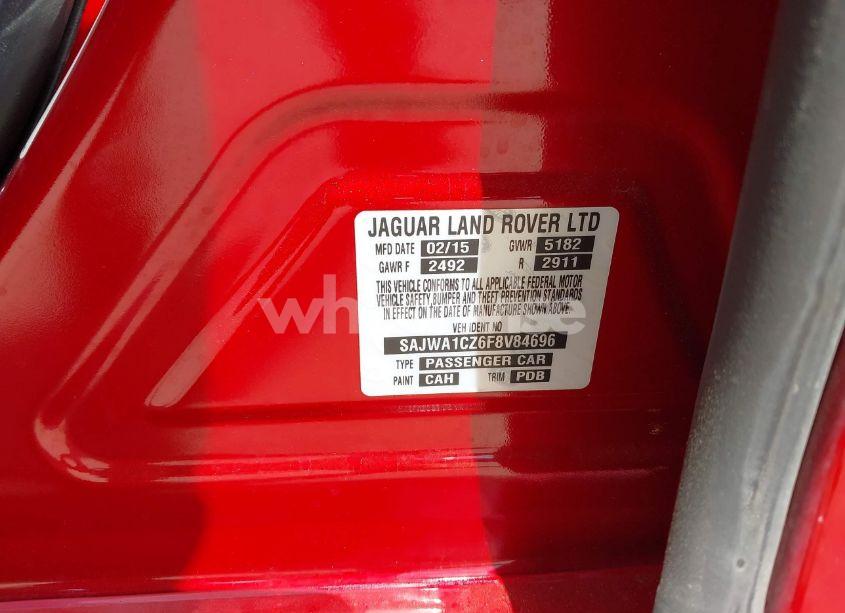 JAGUAR LAND ROVER LTD
MFD DATE 02/15 GVWR 5182
GAWR F 2492 R 2911
THIS VEHICLE CONFORMS TO ALL APPLICABLE FEDERAL MOTOR
VEHICLE SAFETY, BUMPER AND THEFT PREVENTION STANDARDS
IN EFFECT ON THE DATE OF MANUFACTURE SHOWN ABOVE.
VEH IDENT NO
SAJWA1CZ6F8V84696
TYPE PASSENGER CAR
PAINT CAH TRIM PDB